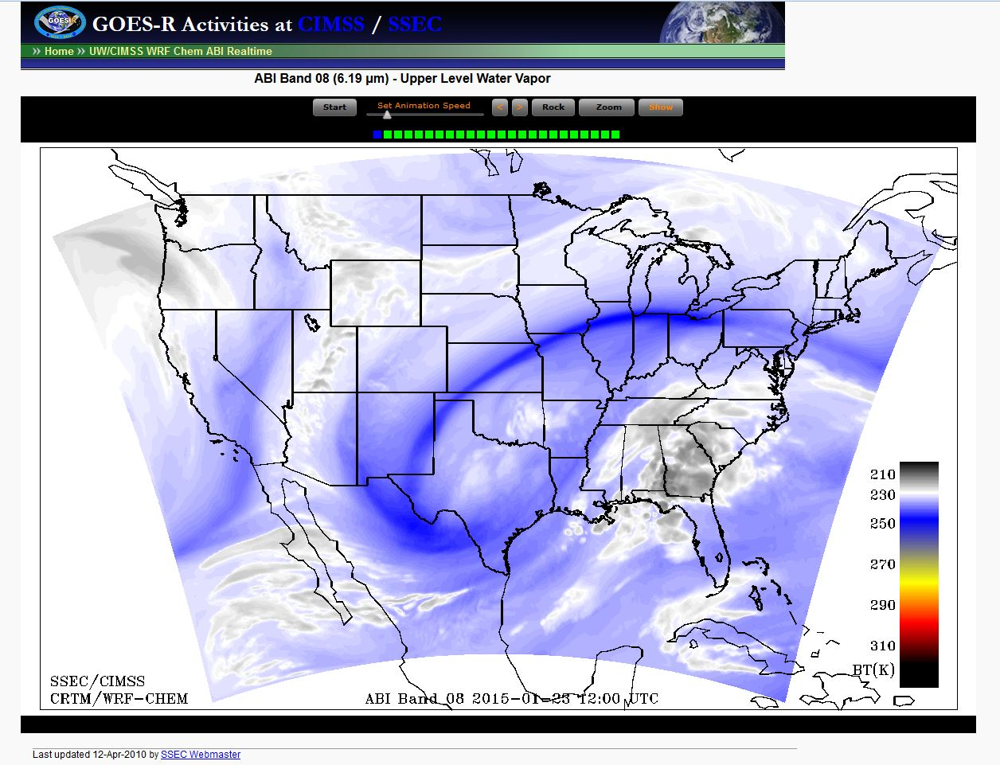 GOES-R
GOES-R Activities at CIMSS / SSEC
» Home » UW/CIMSS WRF Chem ABI Realtime
ABI Band 08 (6.19 µm) - Upper Level Water Vapor
Start Set Animation Speed < > Rock Zoom Show
210
230
250
270
290
310
BT(K)
SSEC/CIMSS
CRTM/WRF-CHEM
ABI Band 08 2015-01-23 12:00 UTC
Last updated 12-Apr-2010 by SSEC Webmaster